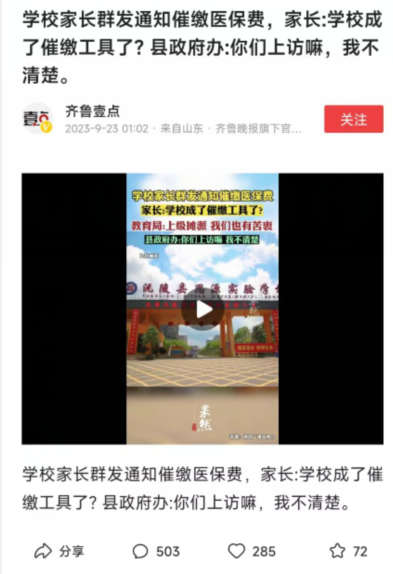 学校家长群发通知催缴医保费，家长:学校成
了催缴工具了? 县政府办:你们上访嘛，我不
清楚。
壹点
齐鲁壹点
2023-9-23 01:02 · 来自山东 · 齐鲁晚报旗下官...
关注
学校家长群发通知催缴医保费
家长:学校成了催缴工具了?
教育局:上级摊派 我们也有苦衷
县政府办:你们上访嘛 我不清楚
沅陵县思源实验学校
果然
学校家长群发通知催缴医保费，家长:学校成了催
缴工具了? 县政府办:你们上访嘛，我不清楚。
分享
503
285
72